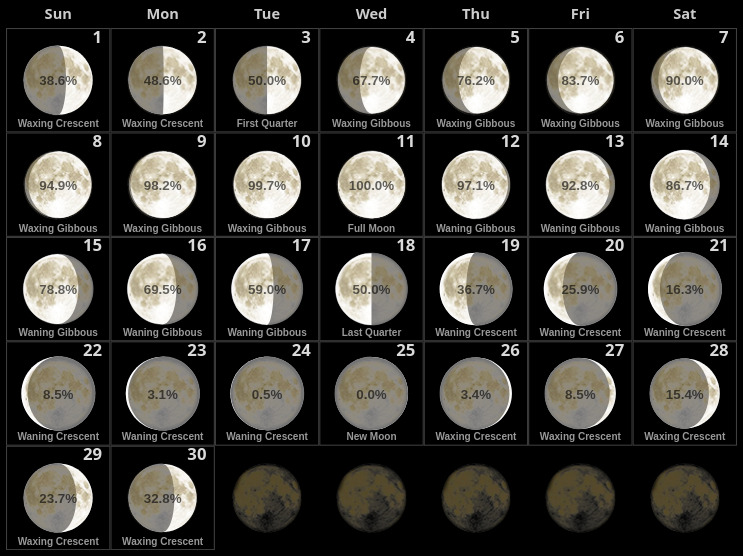 Sun Mon Tue Wed Thu Fri Sat
1 2 3 4 5 6 7
38.6% 48.6% 50.0% 67.7% 76.2% 83.7% 90.0%
Waxing Crescent Waxing Crescent First Quarter Waxing Gibbous Waxing Gibbous Waxing Gibbous Waxing Gibbous
8 9 10 11 12 13 14
94.9% 98.2% 99.7% 100.0% 97.1% 92.8% 86.7%
Waxing Gibbous Waxing Gibbous Waxing Gibbous Full Moon Waning Gibbous Waning Gibbous Waning Gibbous
15 16 17 18 19 20 21
78.8% 69.5% 59.0% 50.0% 36.7% 25.9% 16.3%
Waning Gibbous Waning Gibbous Waning Gibbous Last Quarter Waning Crescent Waning Crescent Waning Crescent
22 23 24 25 26 27 28
8.5% 3.1% 0.5% 0.0% 3.4% 8.5% 15.4%
Waning Crescent Waning Crescent Waning Crescent New Moon Waxing Crescent Waxing Crescent Waxing Crescent
29 30
23.7% 32.8%
Waxing Crescent Waxing Crescent